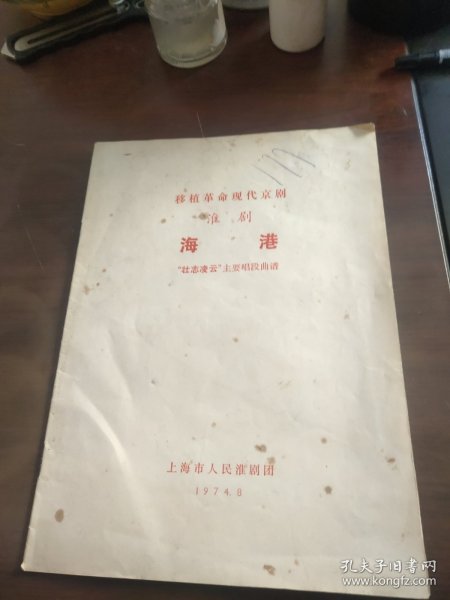 119
移植革命现代京剧
淮剧
海港
“壮志凌云”主要唱段曲谱
上海市人民淮剧团
1974.8
孔夫子旧书网
www.kongfz.com